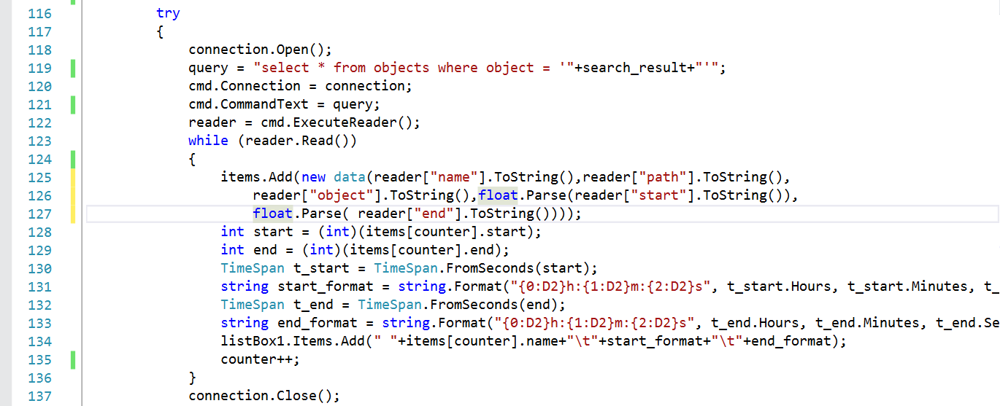 116 try
117 {
118 connection.Open();
119 query = "select * from objects where object = '"+search_result+"'";
120 cmd.Connection = connection;
121 cmd.CommandText = query;
122 reader = cmd.ExecuteReader();
123 while (reader.Read())
124 {
125 items.Add(new data(reader["name"].ToString(),reader["path"].ToString(),
126 reader["object"].ToString(),float.Parse(reader["start"].ToString()),
127 float.Parse( reader["end"].ToString())));
128 int start = (int)(items[counter].start);
129 int end = (int)(items[counter].end);
130 TimeSpan t_start = TimeSpan.FromSeconds(start);
131 string start_format = string.Format("{0:D2}h:{1:D2}m:{2:D2}s", t_start.Hours, t_start.Minutes, t_
132 TimeSpan t_end = TimeSpan.FromSeconds(end);
133 string end_format = string.Format("{0:D2}h:{1:D2}m:{2:D2}s", t_end.Hours, t_end.Minutes, t_end.Se
134 listBox1.Items.Add(" "+items[counter].name+"\t"+start_format+"\t"+end_format);
135 counter++;
136 }
137 connection.Close();